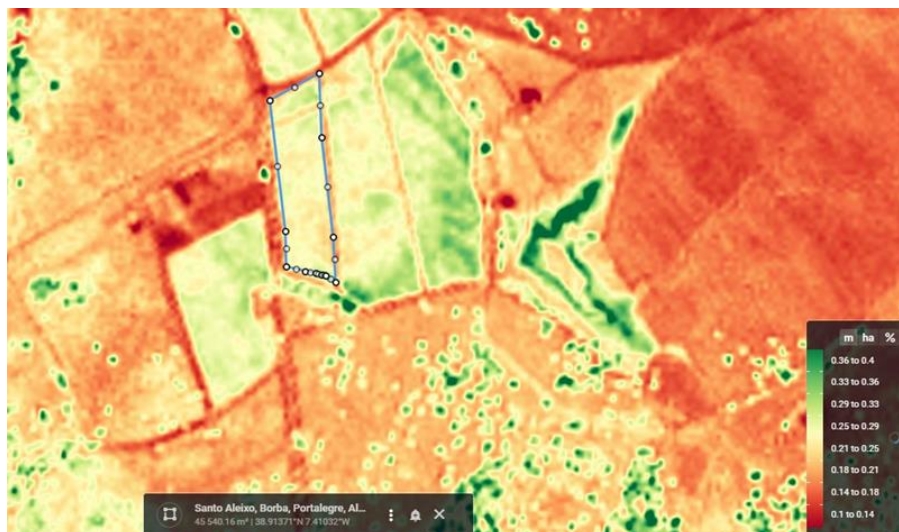 m ha %
0.36 to 0.4
0.33 to 0.36
0.29 to 0.33
0.25 to 0.29
0.21 to 0.25
0.18 to 0.21
0.14 to 0.18
0.1 to 0.14
Santo Aleixo, Borba, Portalegre, Al...
45 540.16 m² | 38.91371°N 7.41032°W